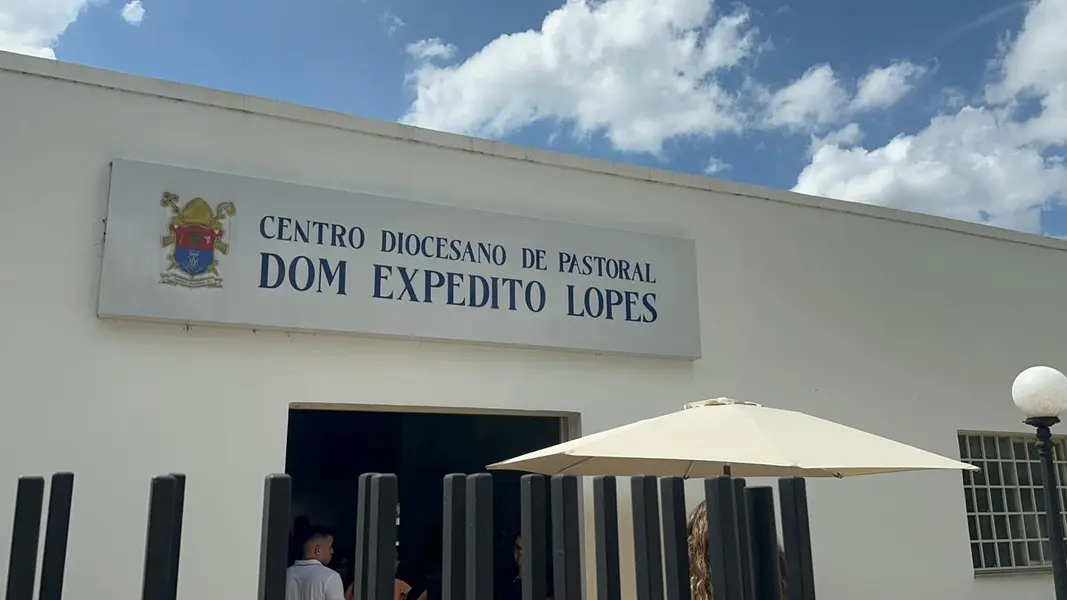 CENTRO DIOCESANO DE PASTORAL
DOM EXPEDITO LOPES